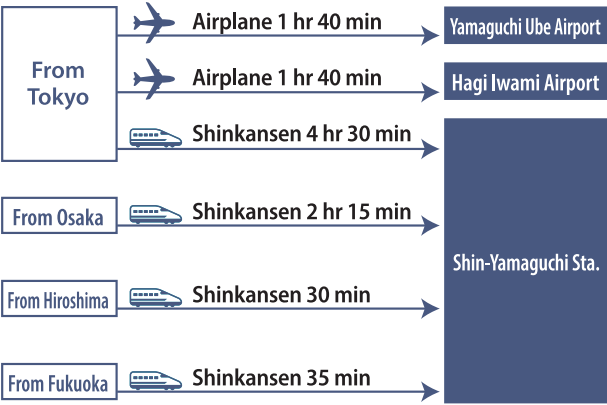 From
Tokyo
Airplane 1 hr 40 min
Yamaguchi Ube Airport
Airplane 1 hr 40 min
Hagi Iwami Airport
Shinkansen 4 hr 30 min
From Osaka
Shinkansen 2 hr 15 min
Shin-Yamaguchi Sta.
From Hiroshima
Shinkansen 30 min
From Fukuoka
Shinkansen 35 min